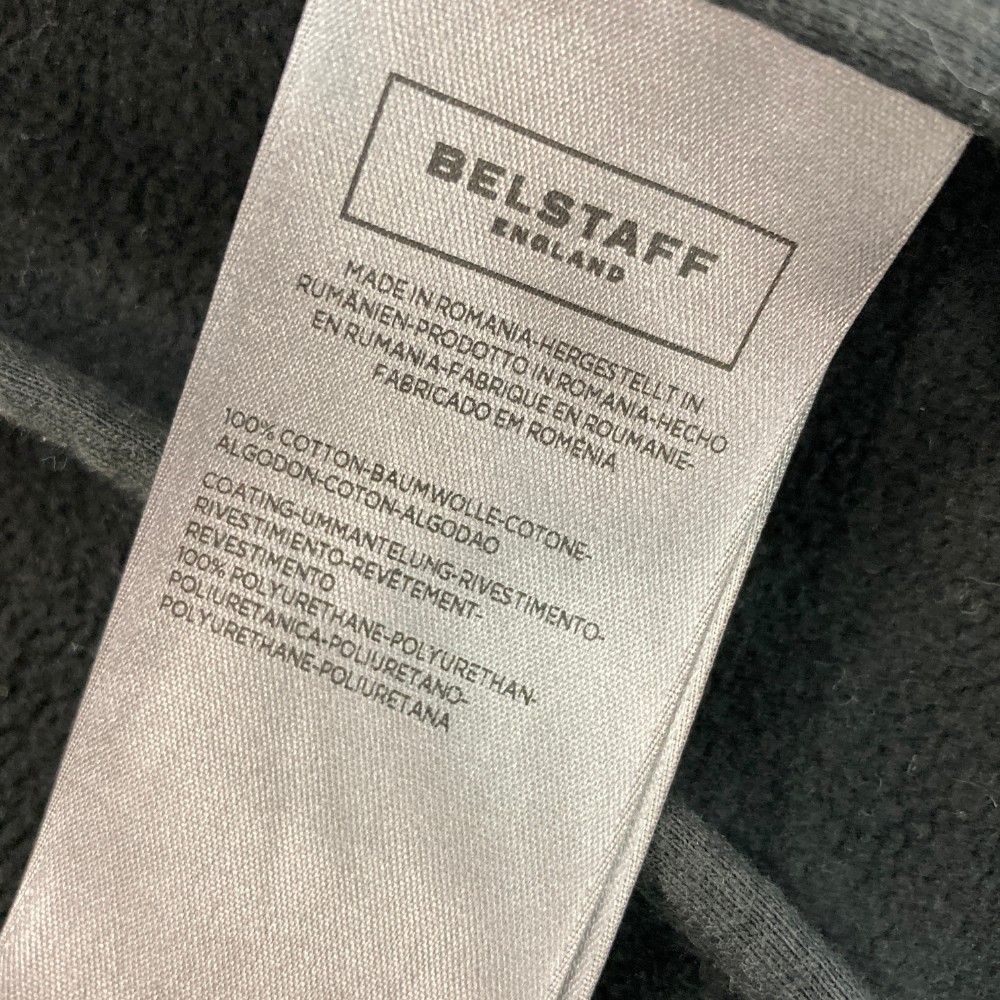 BELSTAFF
ENGLAND
MADE IN ROMANIA-HERGESTELLT IN
RUMÄNIEN-PRODOTTO IN ROMANIA-HECHO
EN RUMANIA-FABRIQUÉ EN ROUMANIE-
FABRICADO EM ROMÉNIA
100% COTTON-BAUMWOLLE-COTONE-
ALGODON-COTON-ALGODAO
COATING-UMMANTELUNG-RIVESTIMENTO-
RIVESTIMIENTO-REVÊTEMENT-
REVESTIMENTO
100% POLYURETHANE-POLYURETHAN-
POLIURETANICA-POLIURETANO-
POLYURETHANE-POLIURETANA